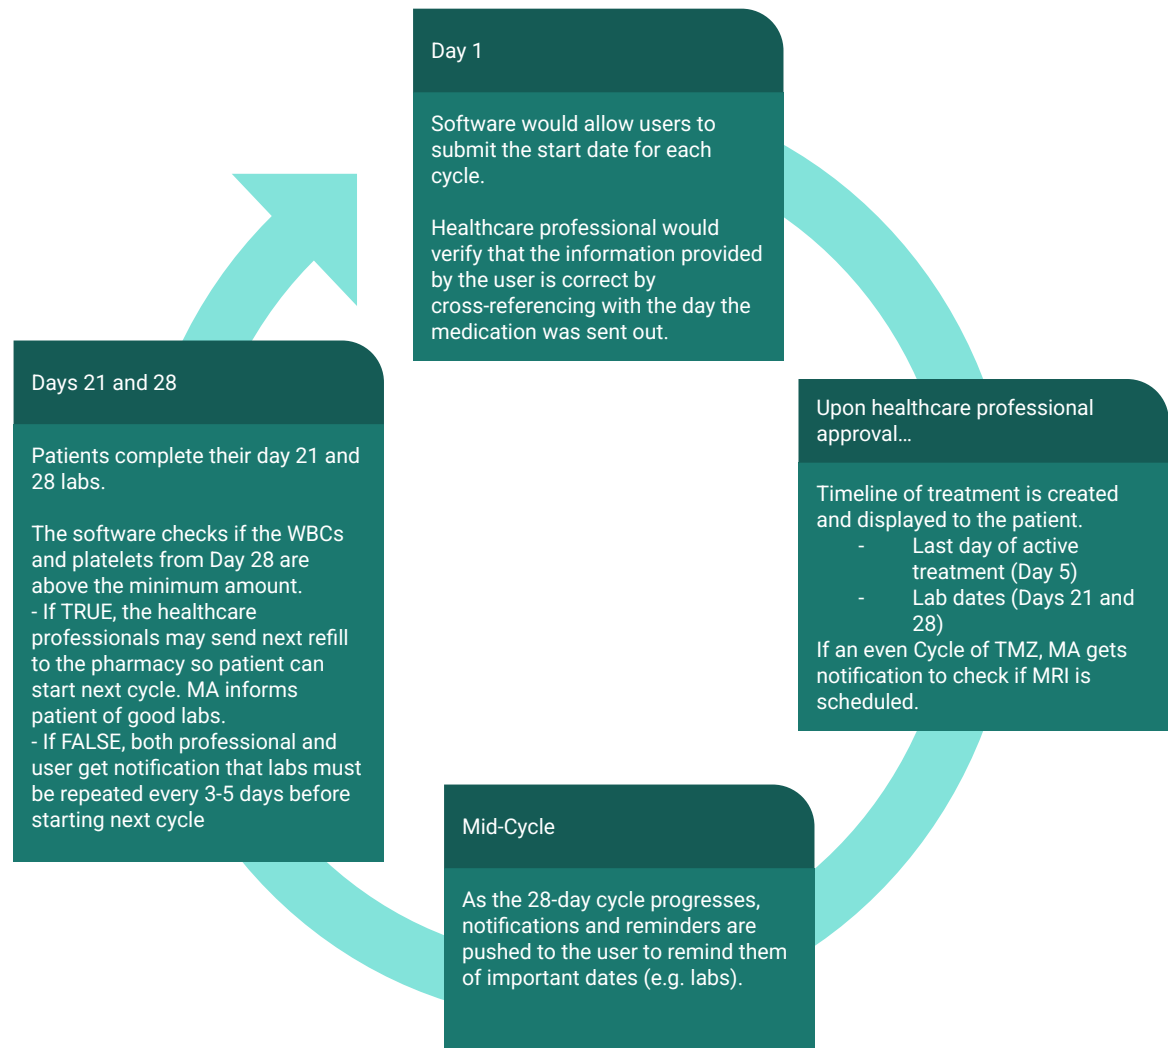 Day 1
Software would allow users to
submit the start date for each
cycle.
Healthcare professional would
verify that the information provided
by the user is correct by
cross-referencing with the day the
medication was sent out.
Upon healthcare professional
approval…
Timeline of treatment is created
and displayed to the patient.
- Last day of active
treatment (Day 5)
- Lab dates (Days 21 and
28)
If an even Cycle of TMZ, MA gets
notification to check if MRI is
scheduled.
Mid-Cycle
As the 28-day cycle progresses,
notifications and reminders are
pushed to the user to remind them
of important dates (e.g. labs).
Days 21 and 28
Patients complete their day 21 and
28 labs.
The software checks if the WBCs
and platelets from Day 28 are
above the minimum amount.
- If TRUE, the healthcare
professionals may send next refill
to the pharmacy so patient can
start next cycle. MA informs
patient of good labs.
- If FALSE, both professional and
user get notification that labs must
be repeated every 3-5 days before
starting next cycle